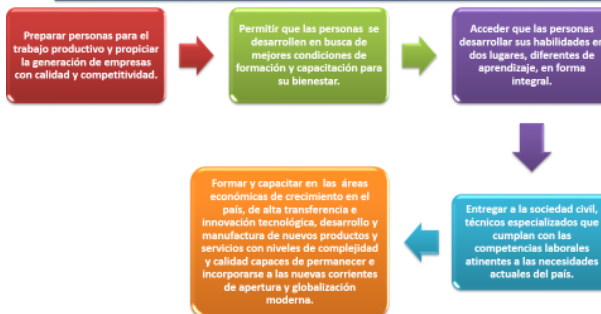 Preparar personas para el
trabajo productivo y propiciar
la generación de empresas
con calidad y competitividad.
Permitir que las personas se
desarrollen en busca de
mejores condiciones de
formación y capacitación para
su bienestar.
Acceder que las personas
desarrollar sus habilidades en
dos lugares, diferentes de
aprendizaje, en forma
integral.
Entregar a la sociedad civil,
técnicos especializados que
cumplan con las
competencias laborales
atinentes a las necesidades
actuales del país.
Formar y capacitar en las áreas
económicas de crecimiento en el
país, de alta transferencia e
innovación tecnológica, desarrollo y
manufactura de nuevos productos y
servicios con niveles de complejidad
y calidad capaces de permanecer e
incorporarse a las nuevas corrientes
de apertura y globalización
moderna.